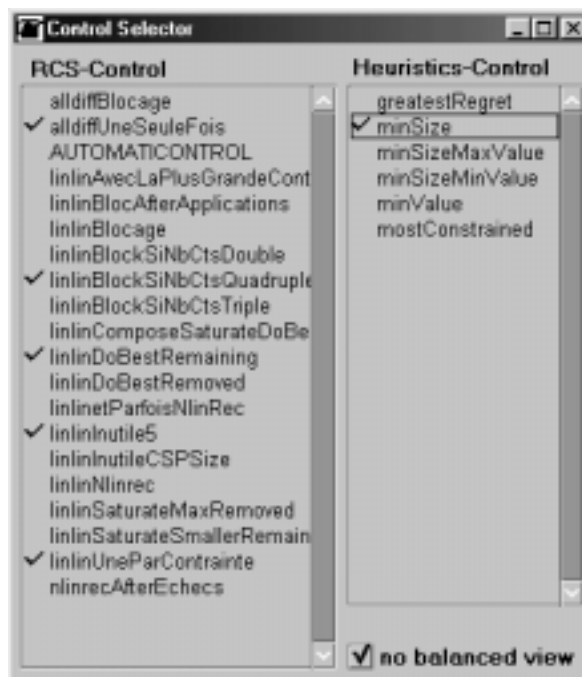 Control Selector
RCS-Control
alldiffBlocage
alldiffUneSeuleFois
AUTOMATICONTROL
linlinAvecLaPlusGrandeCont
linlinBlocAfterApplications
linlinBlocage
linlinBlockSiNbCtsDouble
linlinBlockSiNbCtsQuadruple
linlinBlockSiNbCtsTriple
linlinComposeSaturateDoBe
linlinDoBestRemaining
linlinDoBestRemoved
linlinetParfoisNlinRec
linlinInutile5
linlinInutileCSPSize
linlinNlinrec
linlinSaturateMaxRemoved
linlinSaturateSmallerRemain
linlinUneParContrainte
nlinrecAfterEchecs
Heuristics-Control
greatestRegret
minSize
minSizeMaxValue
minSizeMinValue
minValue
mostConstrained
no balanced view